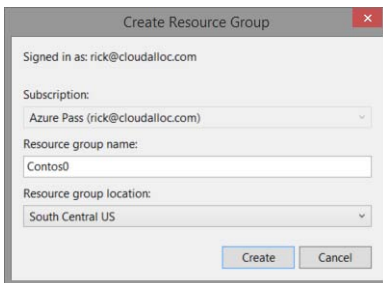 Create Resource Group
Signed in as: rick@cloudalloc.com
Subscription:
Azure Pass (rick@cloudalloc.com)
Resource group name:
Contos0
Resource group location:
South Central US
Create Cancel